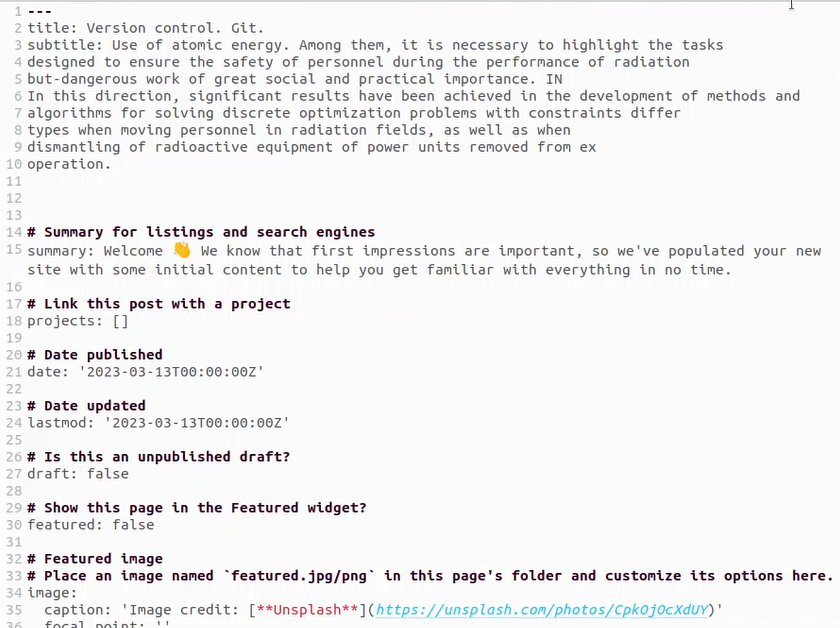 1 ---
2 title: Version control. Git.
3 subtitle: Use of atomic energy. Among them, it is necessary to highlight the tasks
4 designed to ensure the safety of personnel during the performance of radiation
5 but-dangerous work of great social and practical importance. IN
6 In this direction, significant results have been achieved in the development of methods and
7 algorithms for solving discrete optimization problems with constraints differ
8 types when moving personnel in radiation fields, as well as when
9 dismantling of radioactive equipment of power units removed from ex
10 operation.
11
12
13
14 # Summary for listings and search engines
15 summary: Welcome 👋 We know that first impressions are important, so we've populated your new
site with some initial content to help you get familiar with everything in no time.
16
17 # Link this post with a project
18 projects: []
19
20 # Date published
21 date: '2023-03-13T00:00:00Z'
22
23 # Date updated
24 lastmod: '2023-03-13T00:00:00Z'
25
26 # Is this an unpublished draft?
27 draft: false
28
29 # Show this page in the Featured widget?
30 featured: false
31
32 # Featured image
33 # Place an image named `featured.jpg/png` in this page's folder and customize its options here.
34 image:
35 caption: 'Image credit: [**Unsplash**](https://unsplash.com/photos/CpkOjOcXdUY)'
36 focal_point: ''